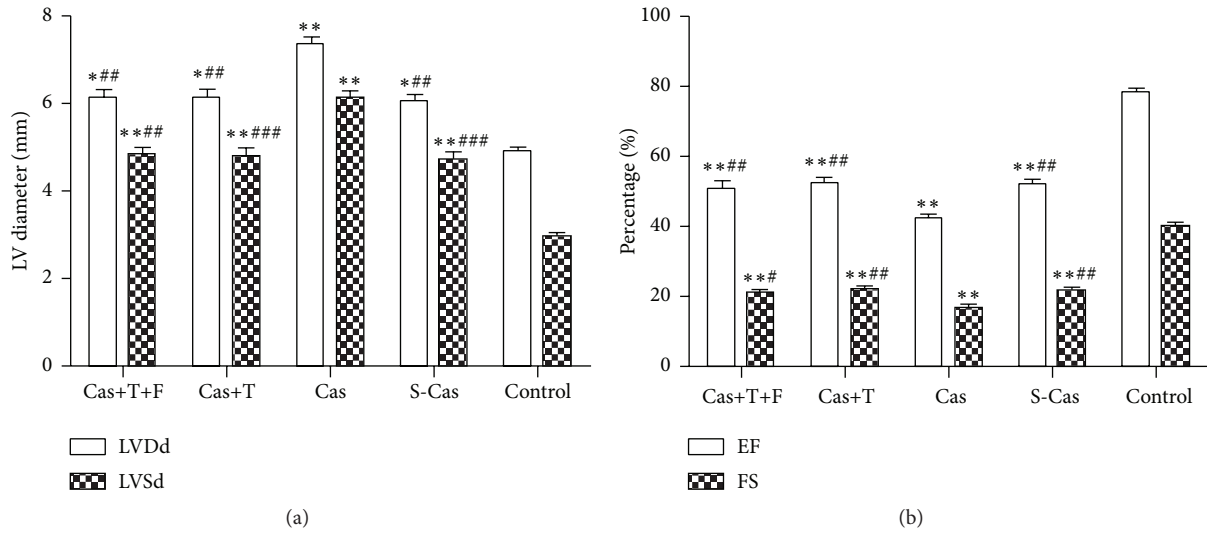 8
6
4
2
0
LV diameter (mm)
*##
**##
*##
**###
**
**
*##
**###
Cas+T+F Cas+T Cas S-Cas Control
LVDd
LVSd
(a)
100
80
60
40
20
0
Percentage (%)
**##
**#
**##
**##
**
**
**##
**##
Cas+T+F Cas+T Cas S-Cas Control
EF
FS
(b)